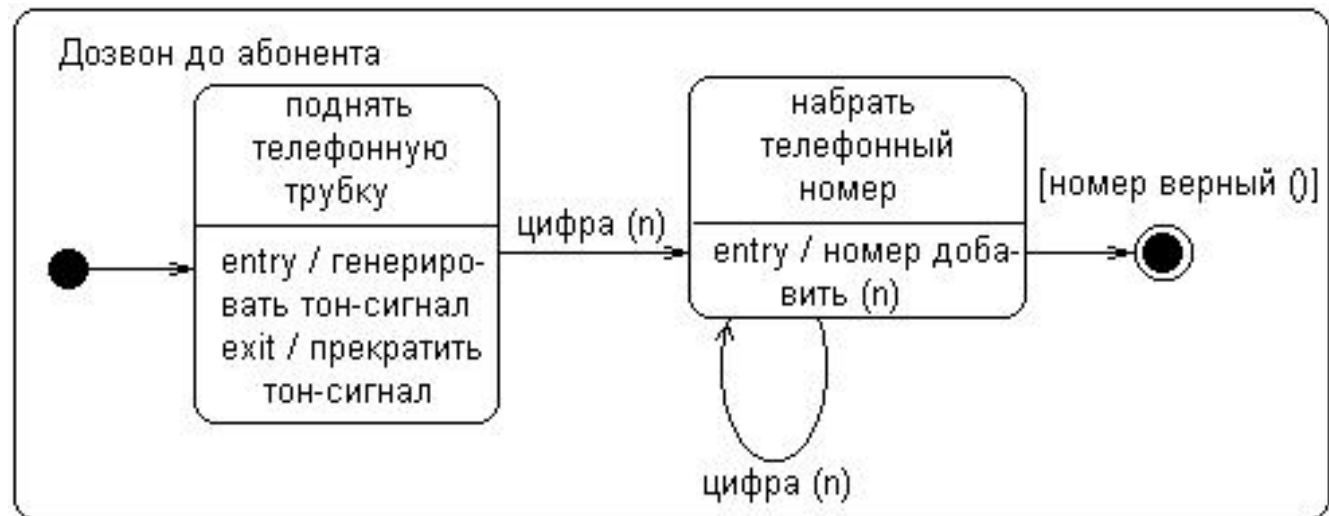 Дозвон до абонента
поднять
телефонную
трубку
entry / генериро-
вать тон-сигнал
exit / прекратить
тон-сигнал
цифра (n)
набрать
телефонный
номер
entry / номер доба-
вить (n)
цифра (n)
[номер верный ()]